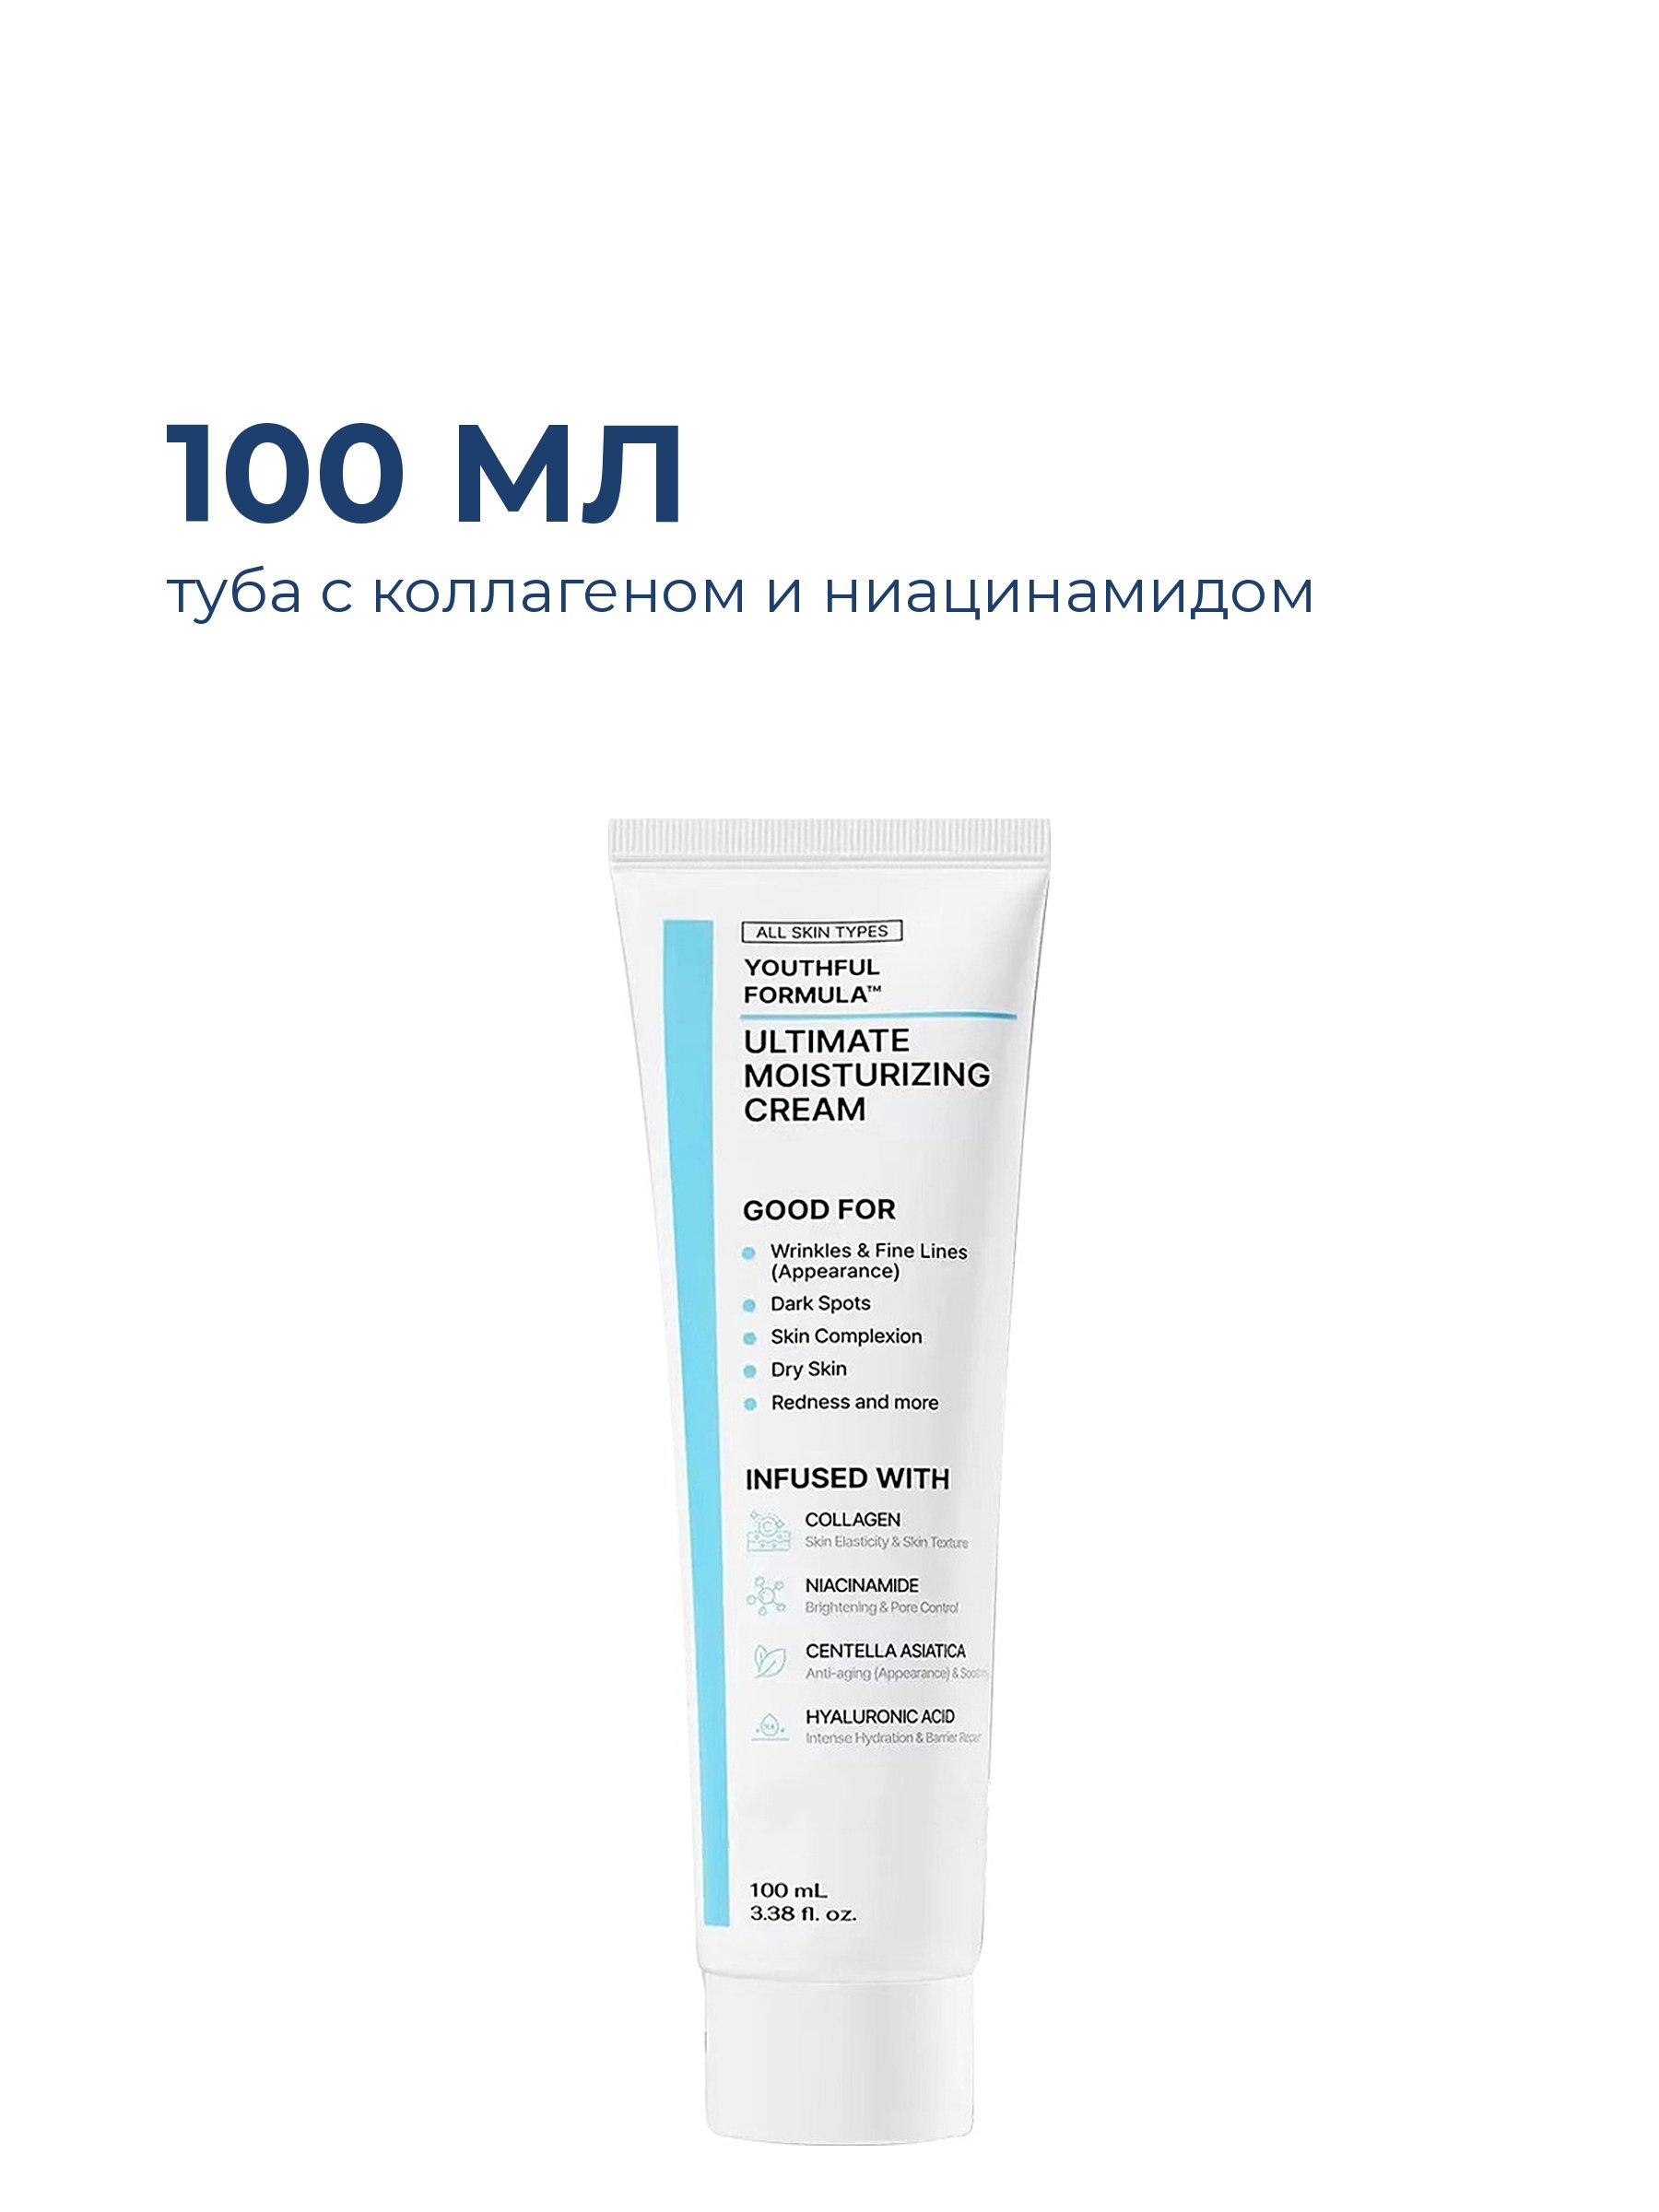 100 МЛ
туба с коллагеном и ниацинамидом
ALL SKIN TYPES
YOUTHFUL
FORMULA™
ULTIMATE
MOISTURIZING
CREAM
GOOD FOR
Wrinkles & Fine Lines
(Appearance)
Dark Spots
Skin Complexion
Dry Skin
Redness and more
INFUSED WITH
COLLAGEN
Skin Elasticity & Skin Texture
NIACINAMIDE
Brightening & Pore Control
CENTELLA ASIATICA
Anti-aging (Appearance) &
HYALURONIC ACID
Intense Hydration & Barrier Repair
100 mL
3.38 fl. oz.